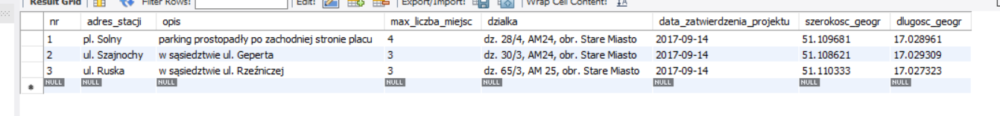 Result Grid Filter Rows: Edit: Export/Import: Wrap Cell Content: IA
nr adres_stacji opis max_liczba_miejsc dzialka data_zatwierdzenia_projektu szerokosc_geogr dlugosc_geogr
1 pl. Solny parking prostopadły po zachodniej stronie placu 4 dz. 28/4, AM24, obr. Stare Miasto 2017-09-14 51.109681 17.028961
2 ul. Szajnochy w sąsiedztwie ul. Geperta 3 dz. 30/3, AM24, obr. Stare Miasto 2017-09-14 51.108621 17.029309
3 ul. Ruska w sąsiedztwie ul. Rzeźniczej 3 dz. 65/3, AM 25, obr. Stare Miasto 2017-09-14 51.110333 17.027323
* NULL NULL NULL NULL NULL NULL NULL NULL